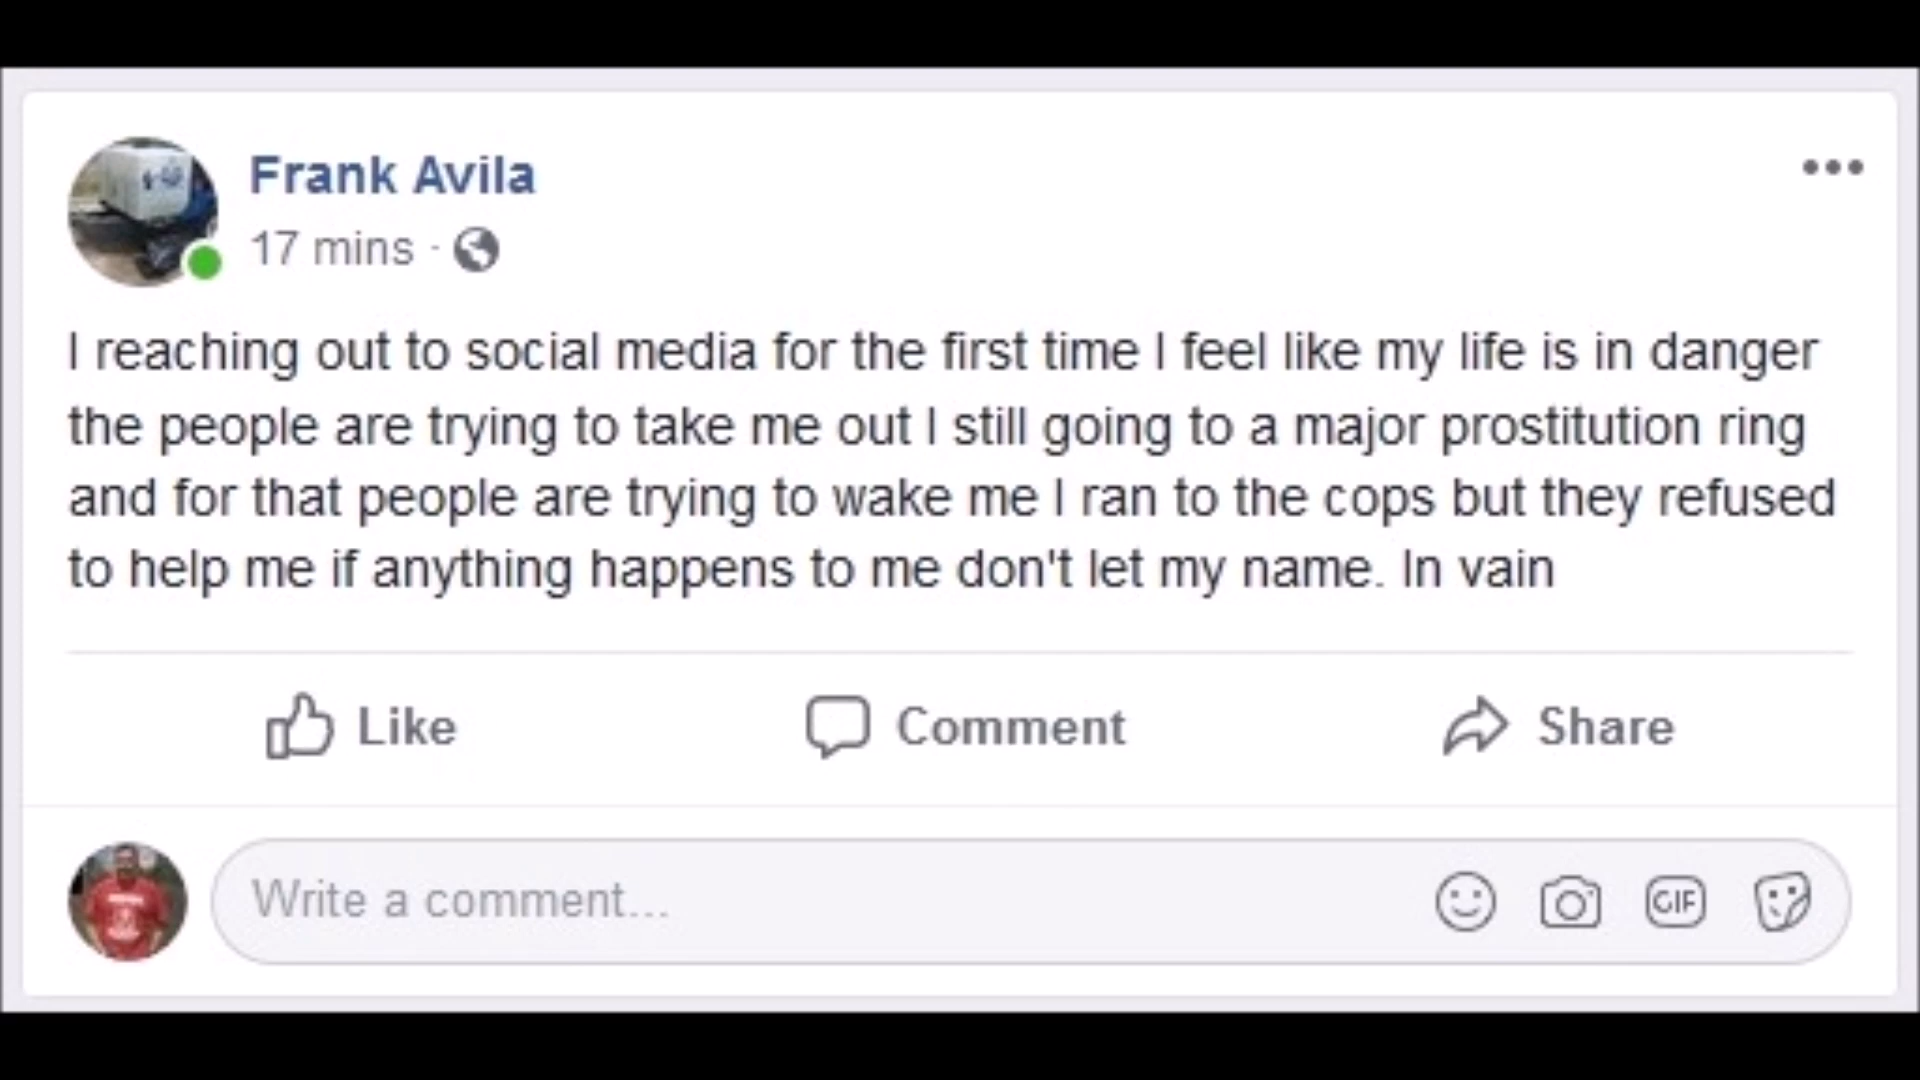 Frank Avila
17 mins ·
I reaching out to social media for the first time I feel like my life is in danger
the people are trying to take me out I still going to a major prostitution ring
and for that people are trying to wake me I ran to the cops but they refused
to help me if anything happens to me don't let my name. In vain
Like Comment Share
Write a comment...
GIF